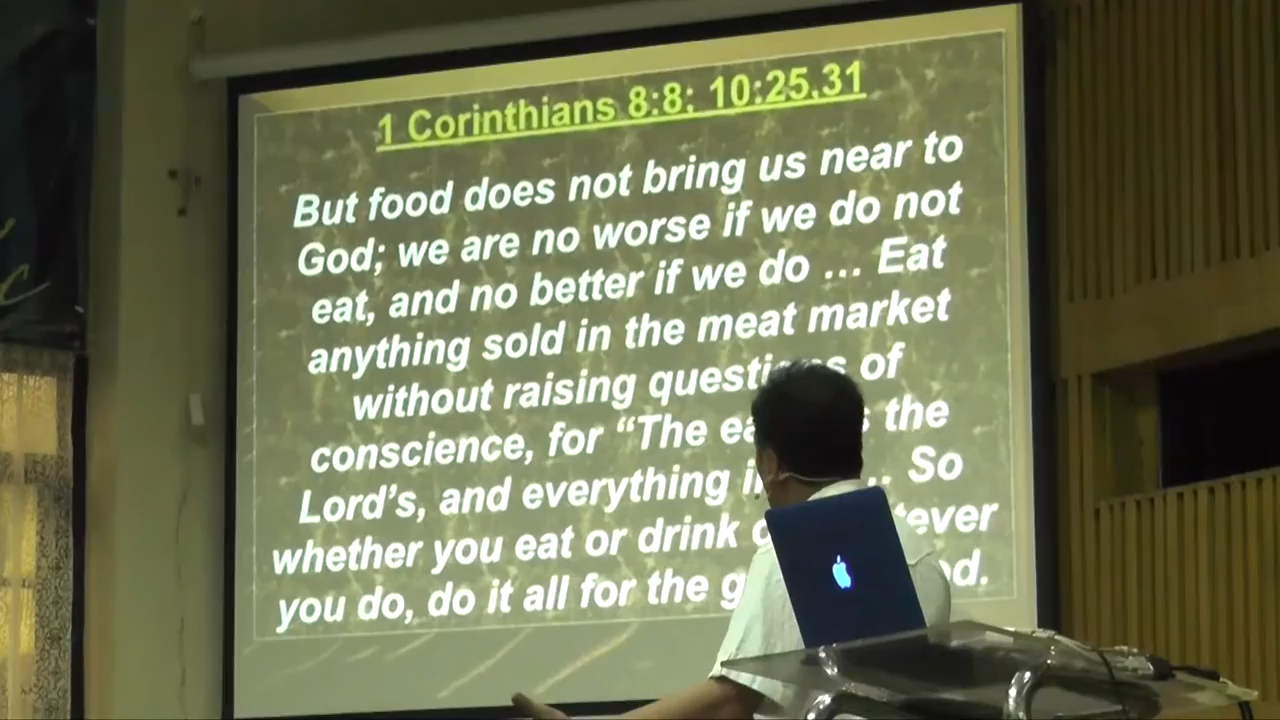 1 Corinthians 8:8; 10:25,31
But food does not bring us near to
God; we are no worse if we do not
eat, and no better if we do ... Eat
anything sold in the meat market
without raising of
conscience, for “The the
Lord’s, and everything ... So
whether you eat or drink
you do, do it all for the